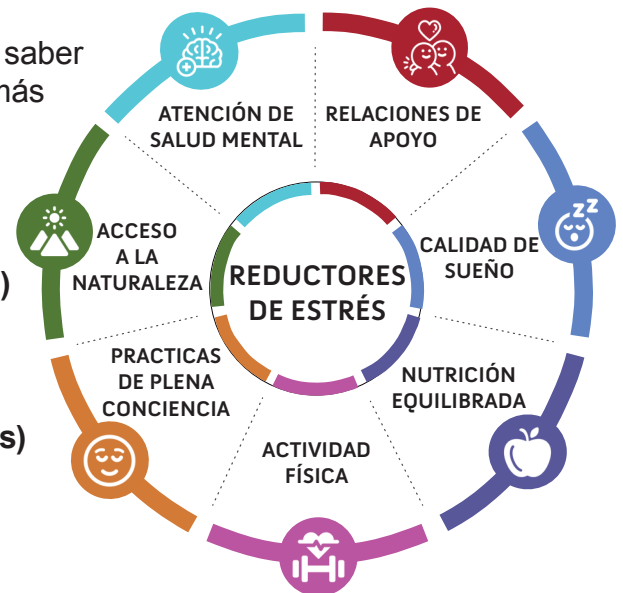 saber
más
)
s)
ATENCIÓN DE
SALUD MENTAL
RELACIONES DE
APOYO
CALIDAD DE
SUEÑO
NUTRICIÓN
EQUILIBRADA
ACTIVIDAD
FÍSICA
PRACTICAS
DE PLENA
CONCIENCIA
ACCESO
A LA
NATURALEZA
REDUCTORES
DE ESTRÉS
zz